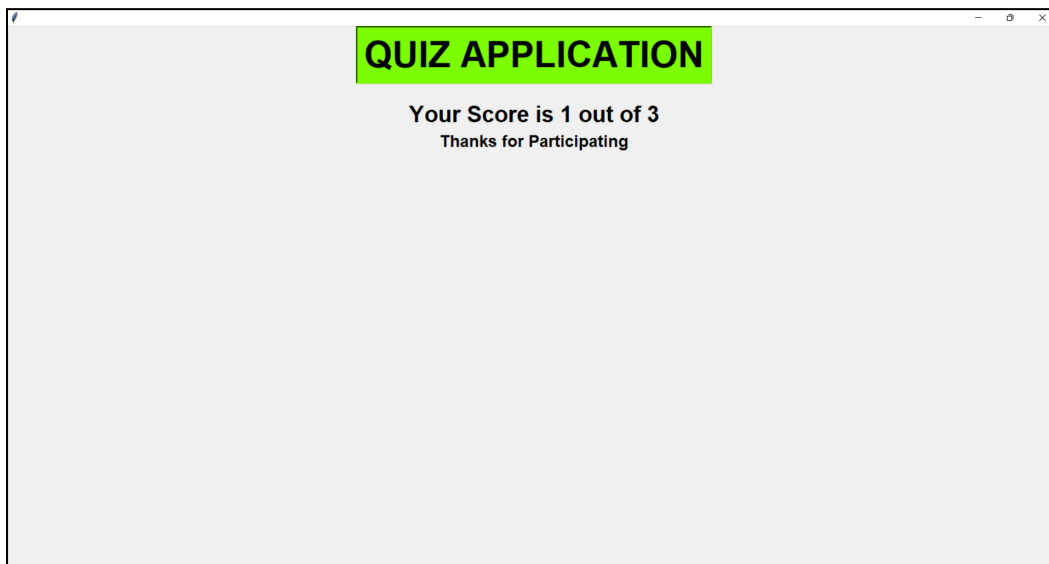 QUIZ APPLICATION
Your Score is 1 out of 3
Thanks for Participating